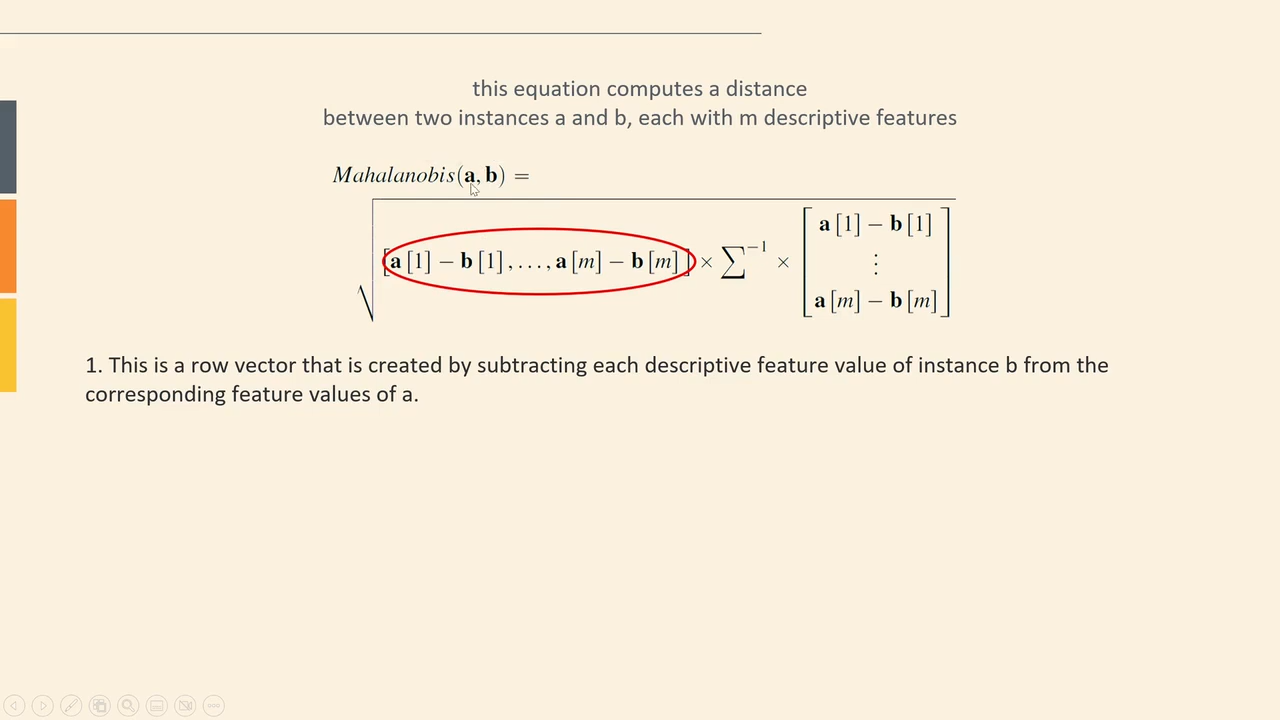 this equation computes a distance
between two instances a and b, each with m descriptive features
Mahalanobis(a, b) =
√ [a [1] − b [1] , . . . , a [m] − b [m] ] × ∑⁻¹ × [ a [1] − b [1]
⋮
a [m] − b [m] ]
1. This is a row vector that is created by subtracting each descriptive feature value of instance b from the
corresponding feature values of a.